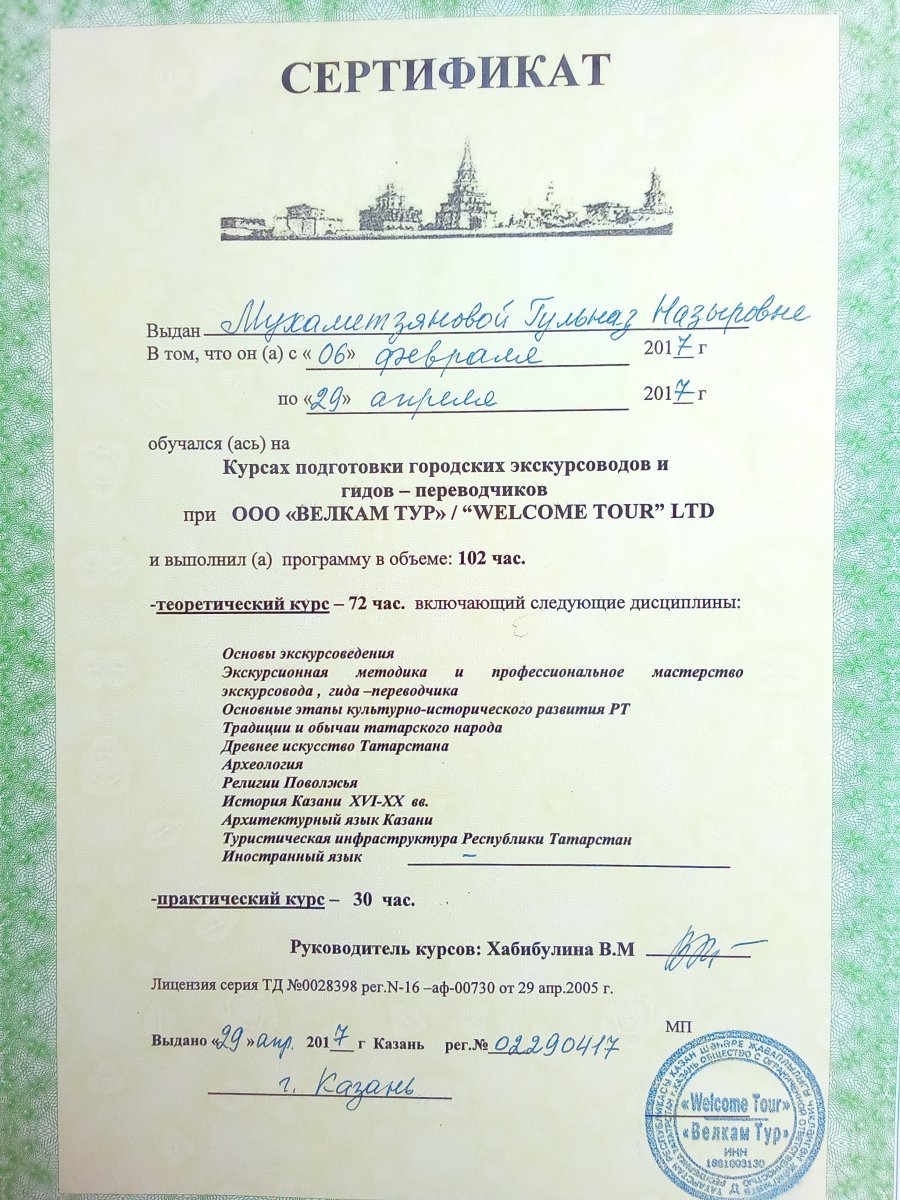 СЕРТИФИКАТ
Выдан Мухаметзяновой Гульназ Назыровне
В том, что он (а) с « 06» февраля 2017 г
по «29» апреля 2017 г
обучался (ась) на
Курсах подготовки городских экскурсоводов и
гидов – переводчиков
при ООО «ВЕЛКАМ ТУР» / “WELCOME TOUR” LTD
и выполнил (а) программу в объеме: 102 час.
-теоретический курс – 72 час. включающий следующие дисциплины:
Основы экскурсоведения
Экскурсионная методика и профессиональное мастерство
экскурсовода , гида –переводчика
Основные этапы культурно-исторического развития РТ
Традиции и обычаи татарского народа
Древнее искусство Татарстана
Археология
Религии Поволжья
История Казани XVI-XX вв.
Архитектурный язык Казани
Туристическая инфраструктура Республики Татарстан
Иностранный язык –
-практический курс – 30 час.
Руководитель курсов: Хабибулина В.М
Лицензия серия ТД №0028398 рег.N-16 –аф-00730 от 29 апр.2005 г.
МП
Выдано «29 » апр. 2017 г Казань рег.№ 02290417
г. Казань
«Welcome Tour»
«Велкам Тур»
ИНН
1661003130